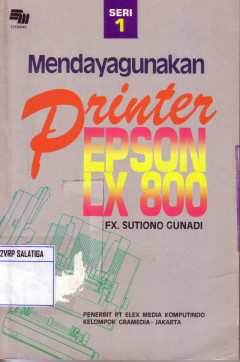 SERI
1
Mendayagunakan
Printer
EPSON
LX 800
FX. SUTIONO GUNADI
2YRP SALATIGA
PENERBIT PT ELEX MEDIA KOMPUTINDO
KELOMPOK GRAMEDIA-JAKARTA